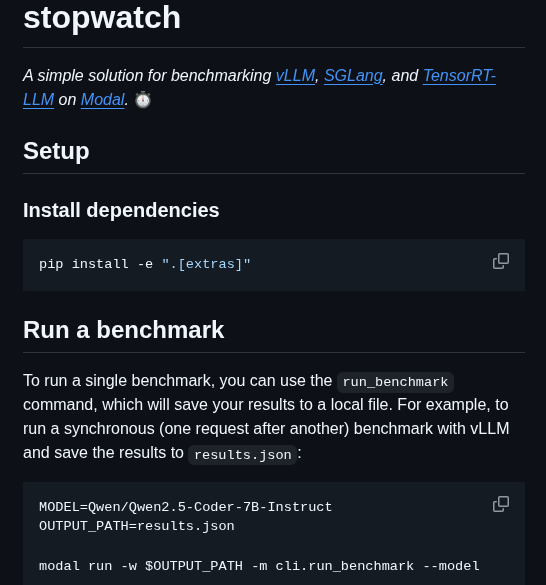 stopwatch
A simple solution for benchmarking vLLM, SGLang, and TensorRT-
LLM on Modal. ⏱️
Setup
Install dependencies
pip install -e ".[extras]"
Run a benchmark
To run a single benchmark, you can use the run_benchmark
command, which will save your results to a local file. For example, to
run a synchronous (one request after another) benchmark with vLLM
and save the results to results.json:
MODEL=Qwen/Qwen2.5-Coder-7B-Instruct
OUTPUT_PATH=results.json
modal run -w $OUTPUT_PATH -m cli.run_benchmark --model